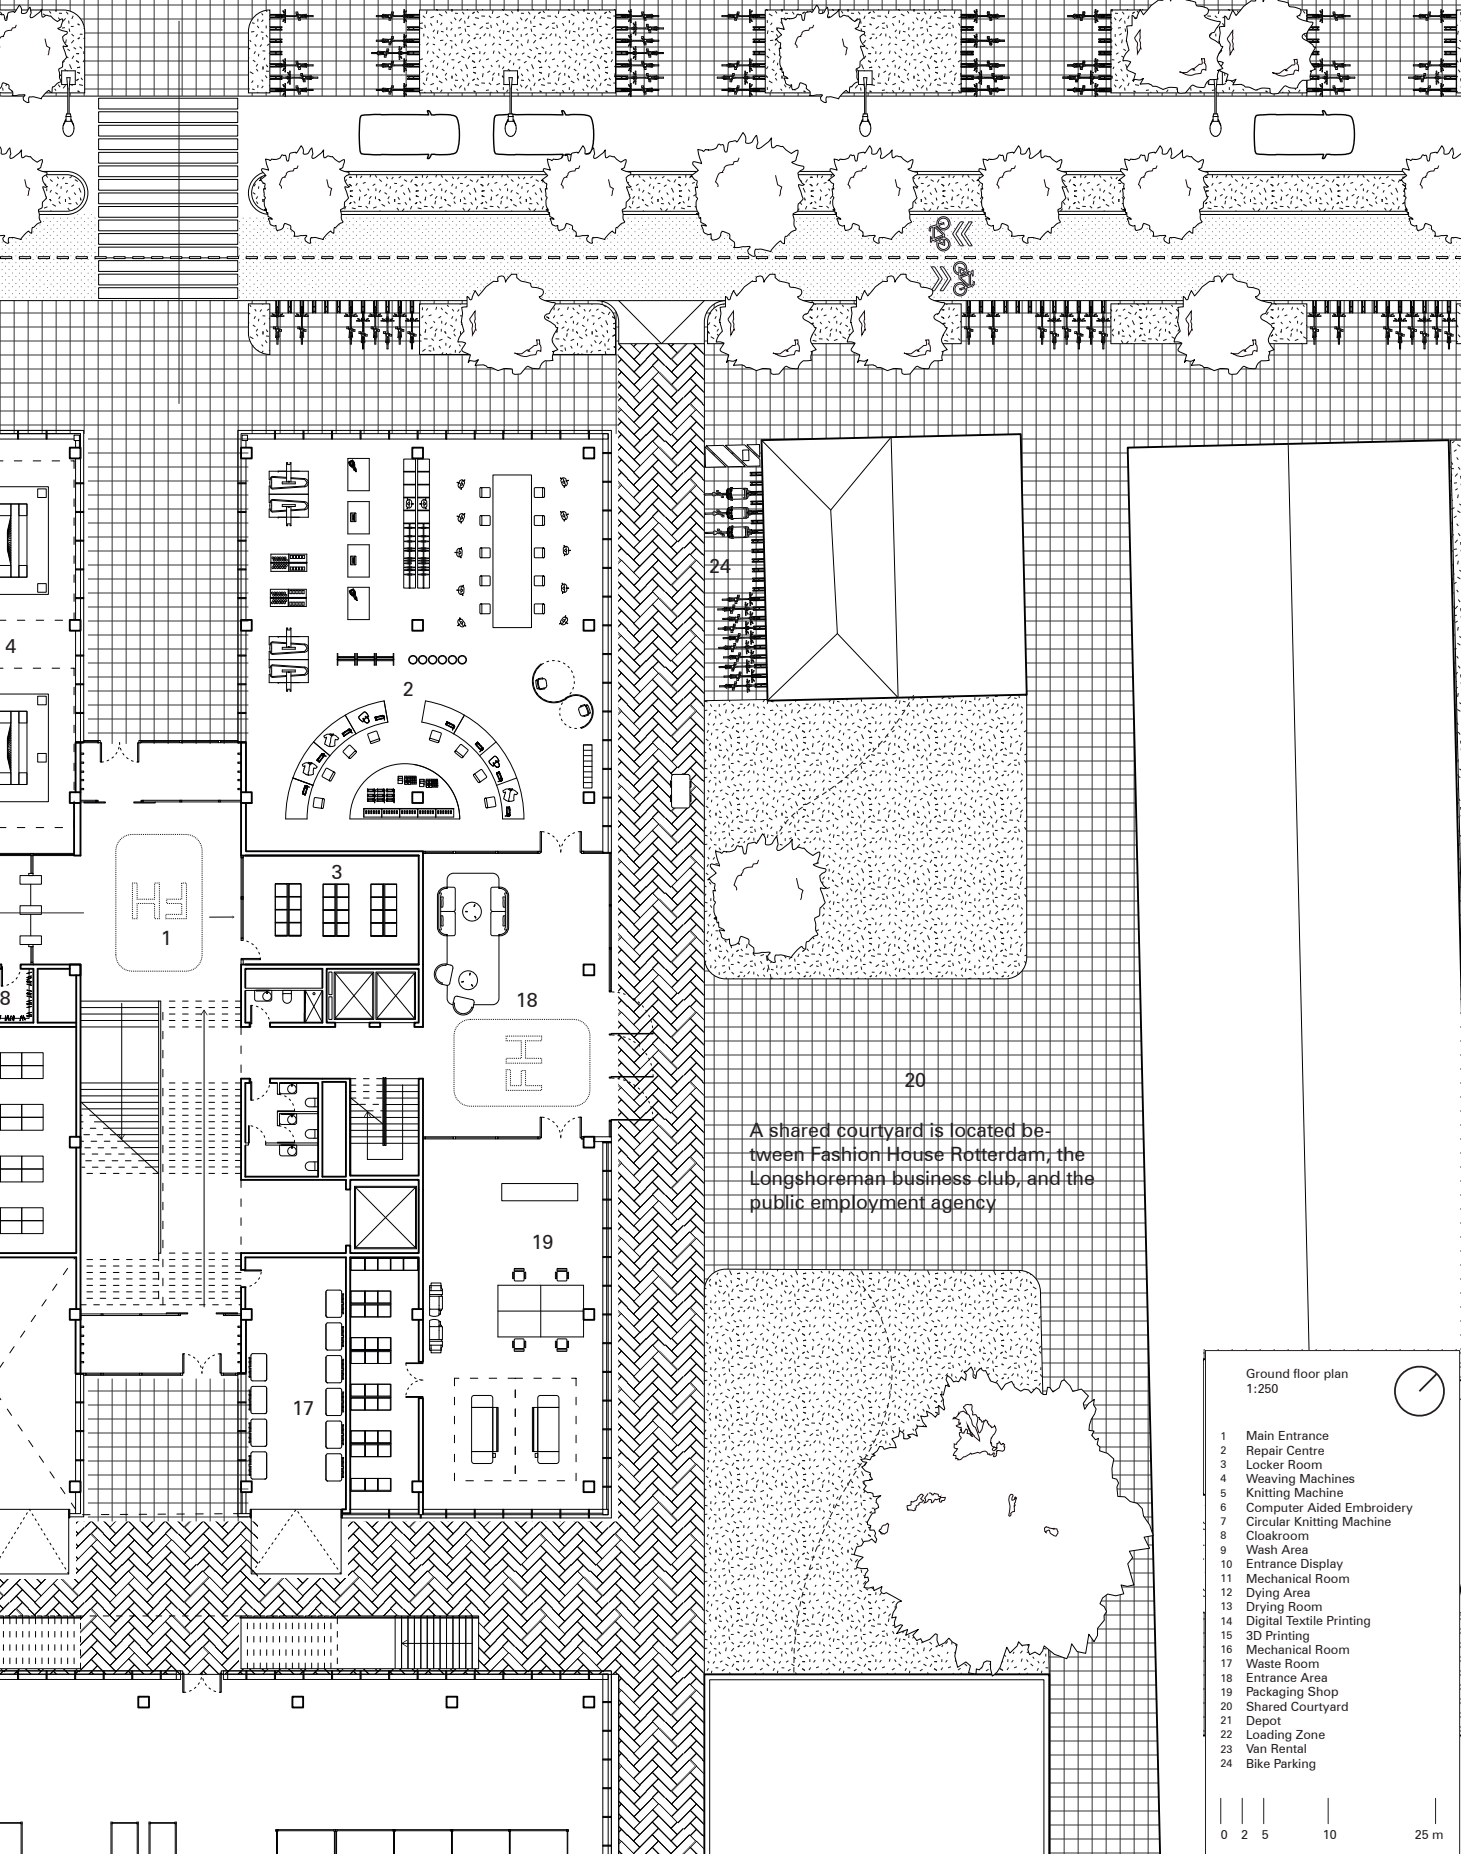 24
4
2
3
1
18
8
20
A shared courtyard is located be-
tween Fashion House Rotterdam, the
Longshoreman business club, and the
public employment agency
19
17
FH
FH
Ground floor plan
1:250
1 Main Entrance
2 Repair Centre
3 Locker Room
4 Weaving Machines
5 Knitting Machine
6 Computer Aided Embroidery
7 Circular Knitting Machine
8 Cloakroom
9 Wash Area
10 Entrance Display
11 Mechanical Room
12 Dying Area
13 Drying Room
14 Digital Textile Printing
15 3D Printing
16 Mechanical Room
17 Waste Room
18 Entrance Area
19 Packaging Shop
20 Shared Courtyard
21 Depot
22 Loading Zone
23 Van Rental
24 Bike Parking
0 2 5 10 25 m